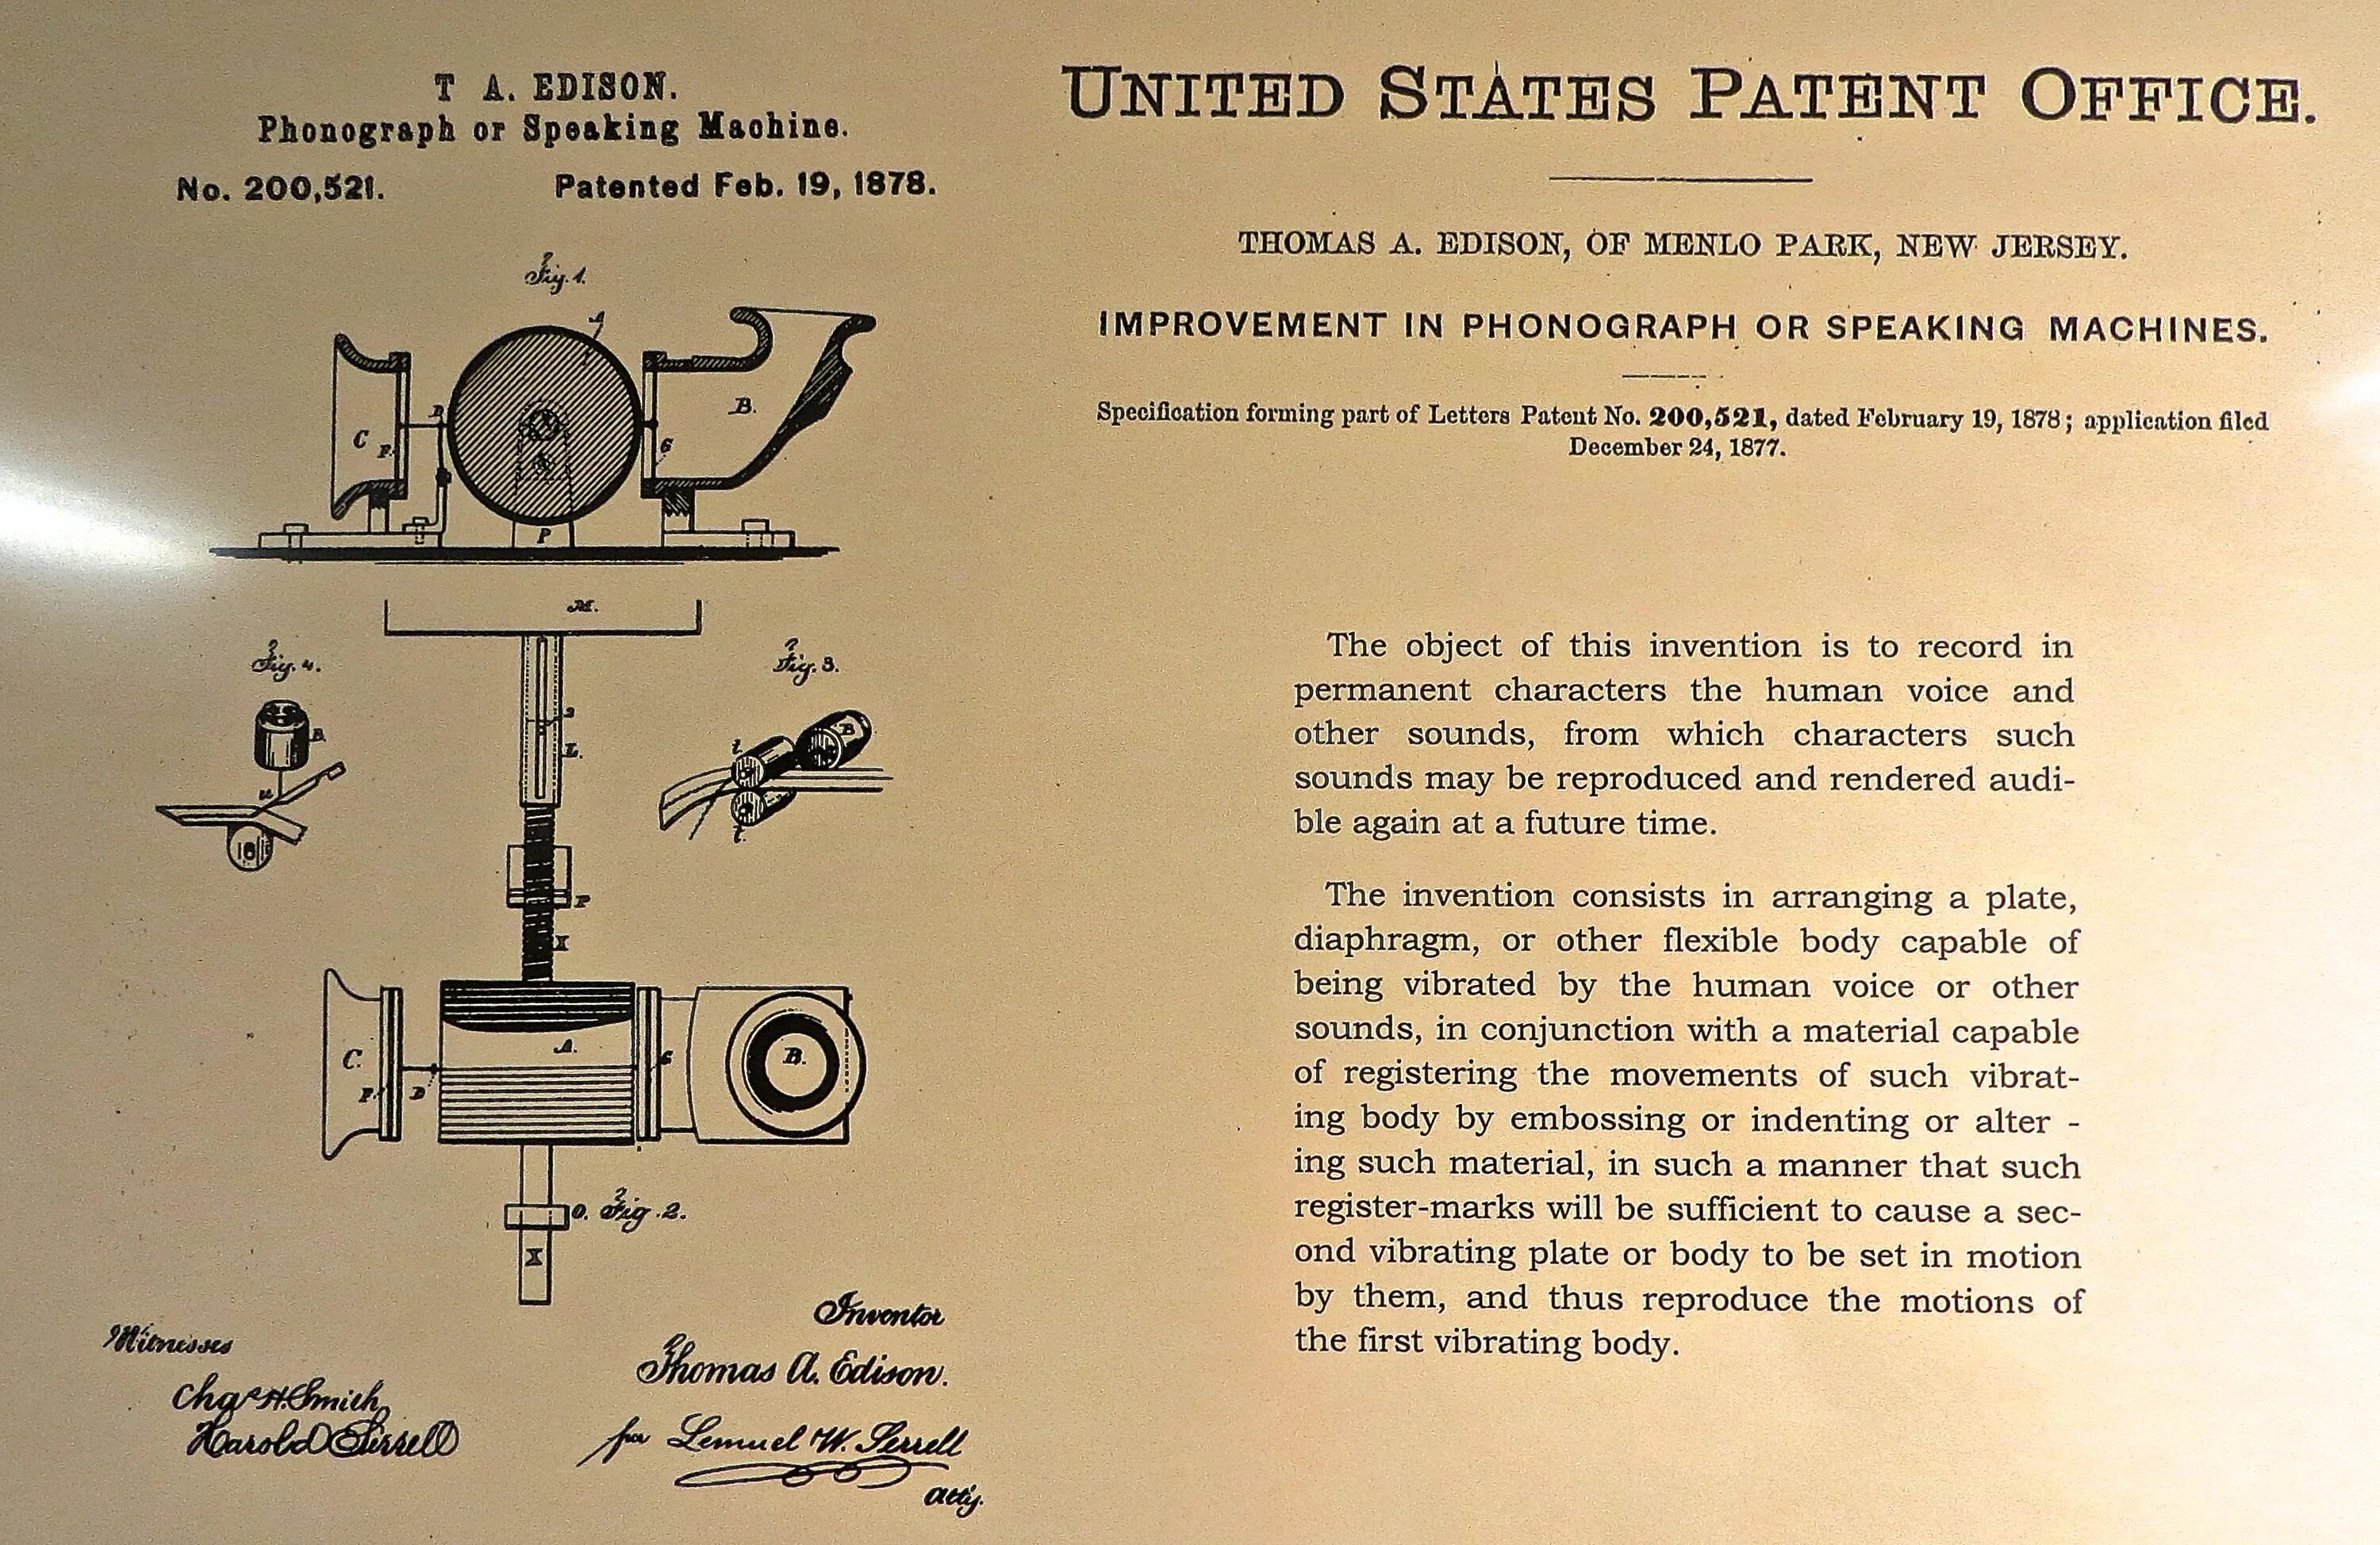 T A. EDISON.
Phonograph or Speaking Machine.
No. 200,521. Patented Feb. 19, 1878.
Fig. 1.
A
B.
C
F.
D
G
P
M.
Fig. 4.
Fig. 3.
2
L.
B.
B
t.
u
t.
P
X
C.
A.
G
B.
F.
D
O. Fig. 2.
X
Witnesses
Chas H. Smith
Harold Serrell
Inventor
Thomas A. Edison.
for Lemuel W. Serrell
atty.
UNITED STATES PATENT OFFICE.
THOMAS A. EDISON, OF MENLO PARK, NEW JERSEY.
IMPROVEMENT IN PHONOGRAPH OR SPEAKING MACHINES.
Specification forming part of Letters Patent No. 200,521, dated February 19, 1878; application filed
December 24, 1877.
The object of this invention is to record in
permanent characters the human voice and
other sounds, from which characters such
sounds may be reproduced and rendered audi-
ble again at a future time.
The invention consists in arranging a plate,
diaphragm, or other flexible body capable of
being vibrated by the human voice or other
sounds, in conjunction with a material capable
of registering the movements of such vibrat-
ing body by embossing or indenting or alter -
ing such material, in such a manner that such
register-marks will be sufficient to cause a sec-
ond vibrating plate or body to be set in motion
by them, and thus reproduce the motions of
the first vibrating body.